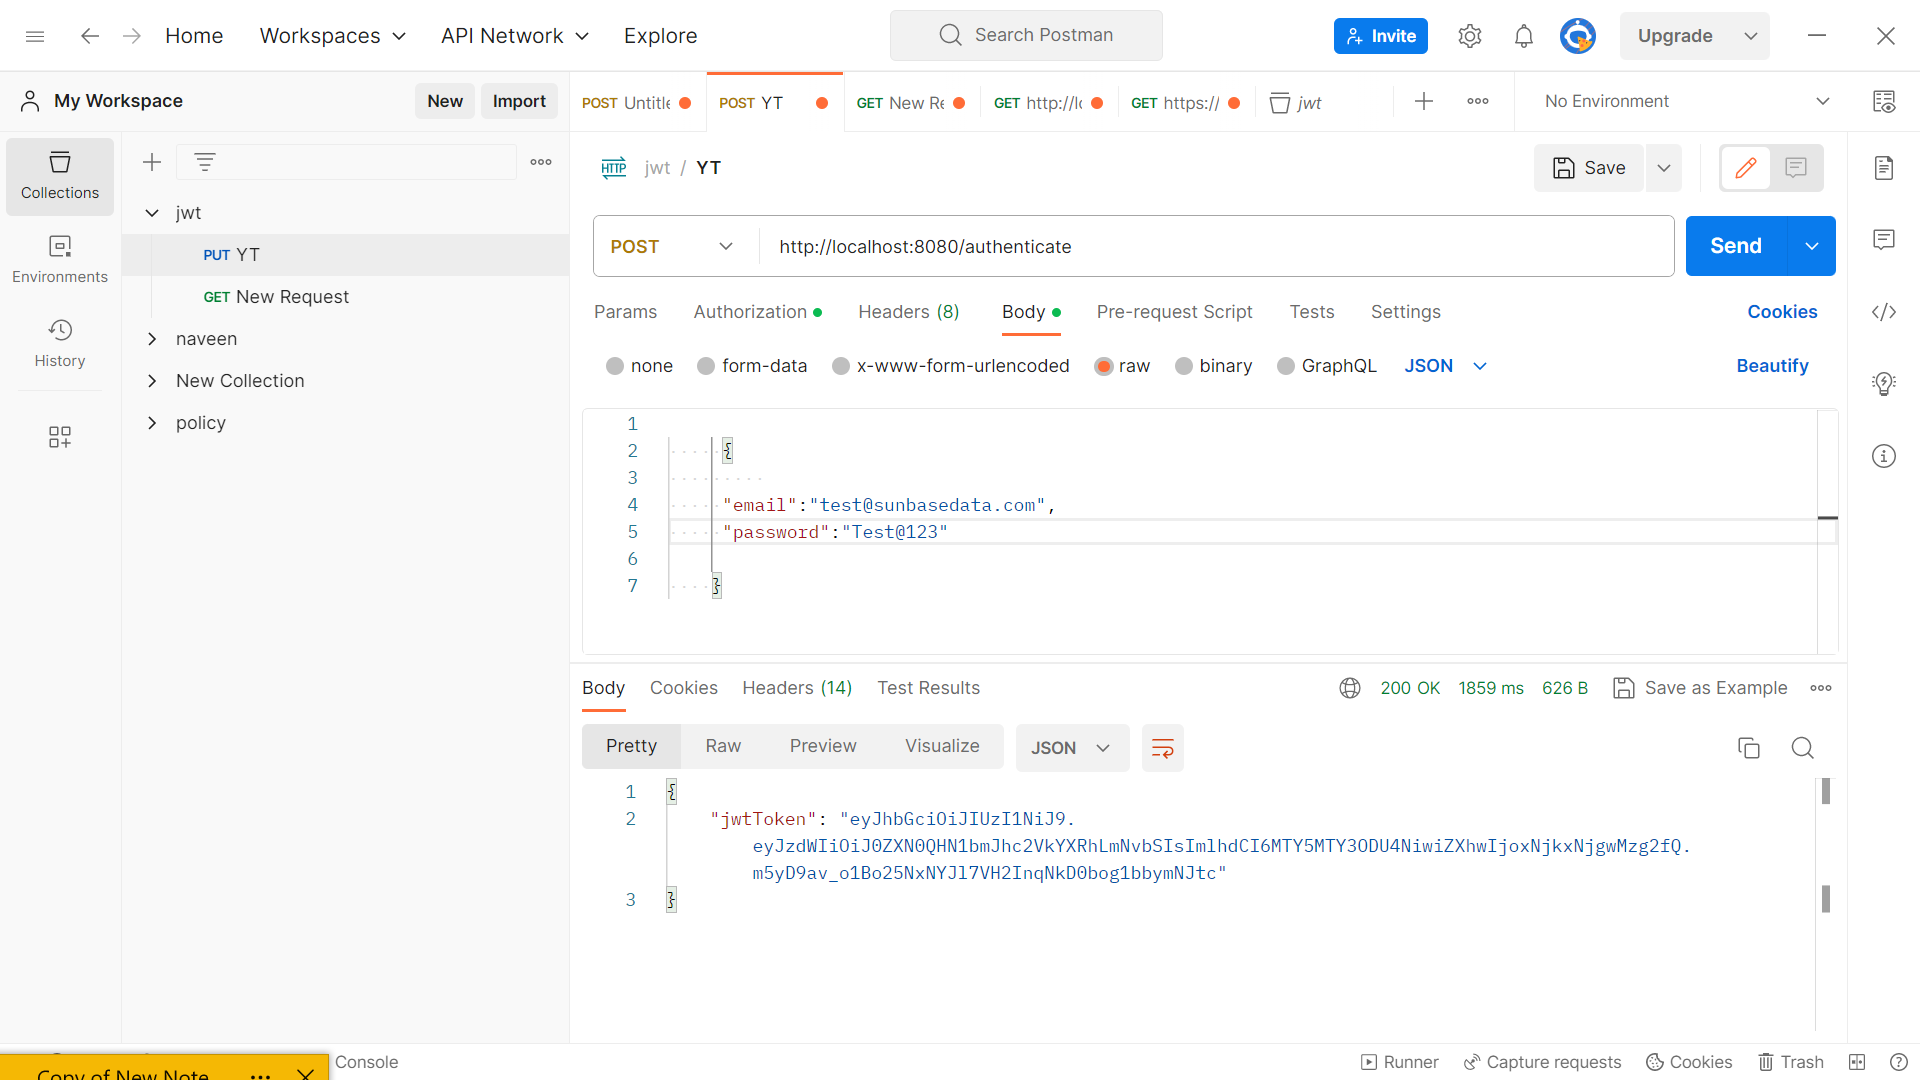 Home Workspaces API Network Explore Search Postman Invite Upgrade
My Workspace New Import POST Untitle POST YT GET New Re GET http://lo GET https:// jwt No Environment
Collections
Environments
History
jwt
PUT YT
GET New Request
naveen
New Collection
policy
HTTP jwt / YT Save
POST http://localhost:8080/authenticate Send
Params Authorization Headers (8) Body Pre-request Script Tests Settings Cookies
none form-data x-www-form-urlencoded raw binary GraphQL JSON Beautify
1
2 {
3
4 "email":"test@sunbasedata.com",
5 "password":"Test@123"
6
7 }
Body Cookies Headers (14) Test Results 200 OK 1859 ms 626 B Save as Example
Pretty Raw Preview Visualize JSON
1 {
2 "jwtToken": "eyJhbGciOiJIUzI1NiJ9.
eyJzdWIiOiJ0ZXN0QHN1bmJhc2VkYXRhLmNvbSIsImlhdCI6MTY5MTY3ODU4NiwiZXhwIjoxNjkxNjgwMzg2fQ.
m5yD9av_o1Bo25NxNYJl7VH2InqNkD0bog1bbymNJtc"
3 }
Copy of New Note Console Runner Capture requests Cookies Trash